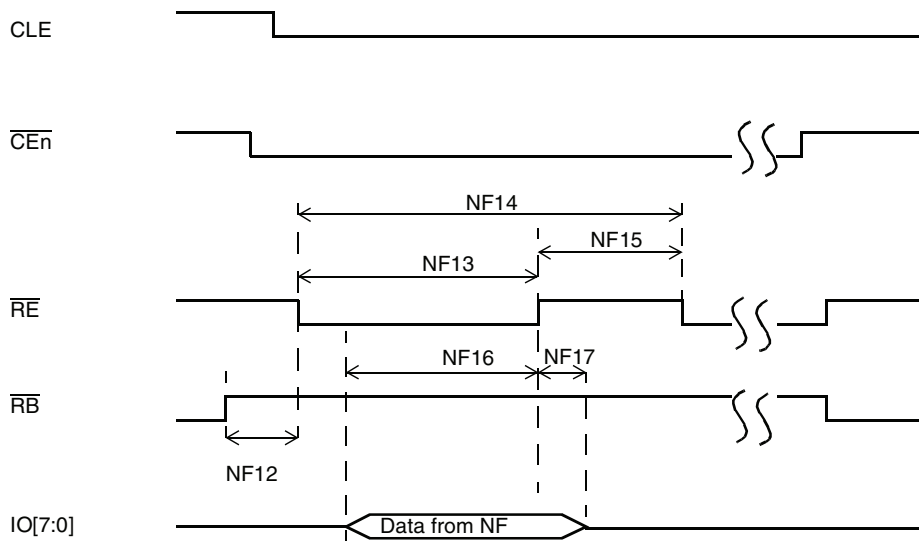 CLE
CEn
NF14
NF15
NF13
RE
NF16
NF17
RB
NF12
IO[7:0]
Data from NF